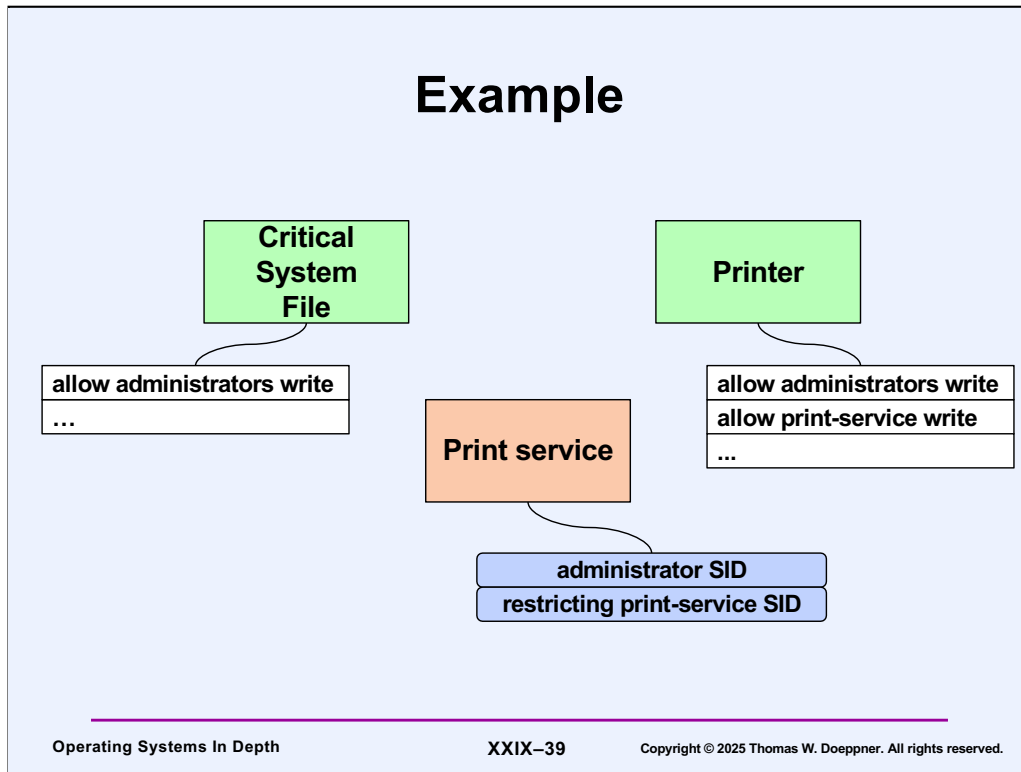 Example
Critical
System
File
Printer
allow administrators write
…
allow administrators write
allow print-service write
...
Print service
administrator SID
restricting print-service SID
Operating Systems In Depth
XXIX–39
Copyright © 2025 Thomas W. Doeppner. All rights reserved.